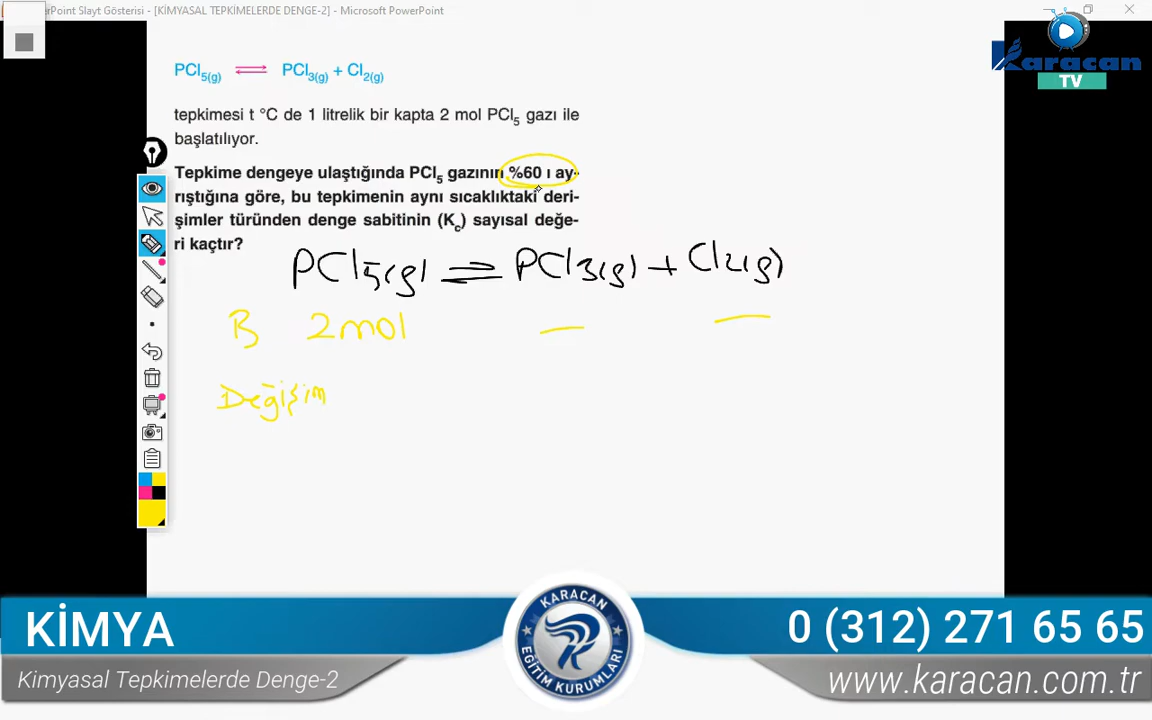 PowerPoint Slayt Gösterisi - [KİMYASAL TEPKİMELERDE DENGE-2] - Microsoft PowerPoint
Karacan
TV
PCl5(g) ⇌ PCl3(g) + Cl2(g)
tepkimesi t °C de 1 litrelik bir kapta 2 mol PCl5 gazı ile
başlatılıyor.
Tepkime dengeye ulaştığında PCl5 gazının %60 ı ay-
rıştığına göre, bu tepkimenin aynı sıcaklıktaki deri-
şimler türünden denge sabitinin (Kc) sayısal değe-
ri kaçtır?
PCl5(g) ⇌ PCl3(g) + Cl2(g)
B 2mol — —
Değişim
KARACAN
EĞİTİM KURUMLARI
KİMYA
0 (312) 271 65 65
Kimyasal Tepkimelerde Denge-2
www.karacan.com.tr